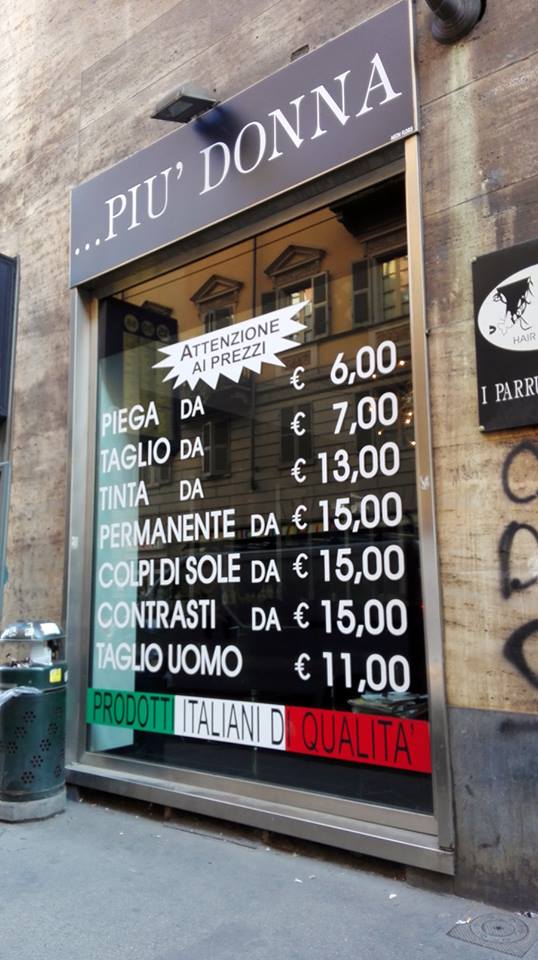 ...PIU' DONNA
ATTENZIONE
AI PREZZI
PIEGA DA € 6,00
TAGLIO DA € 7,00
TINTA DA € 13,00
PERMANENTE DA € 15,00
COLPI DI SOLE DA € 15,00
CONTRASTI DA € 15,00
TAGLIO UOMO € 11,00
PRODOTTI ITALIANI DI QUALITA'
HAIR
I PARRU